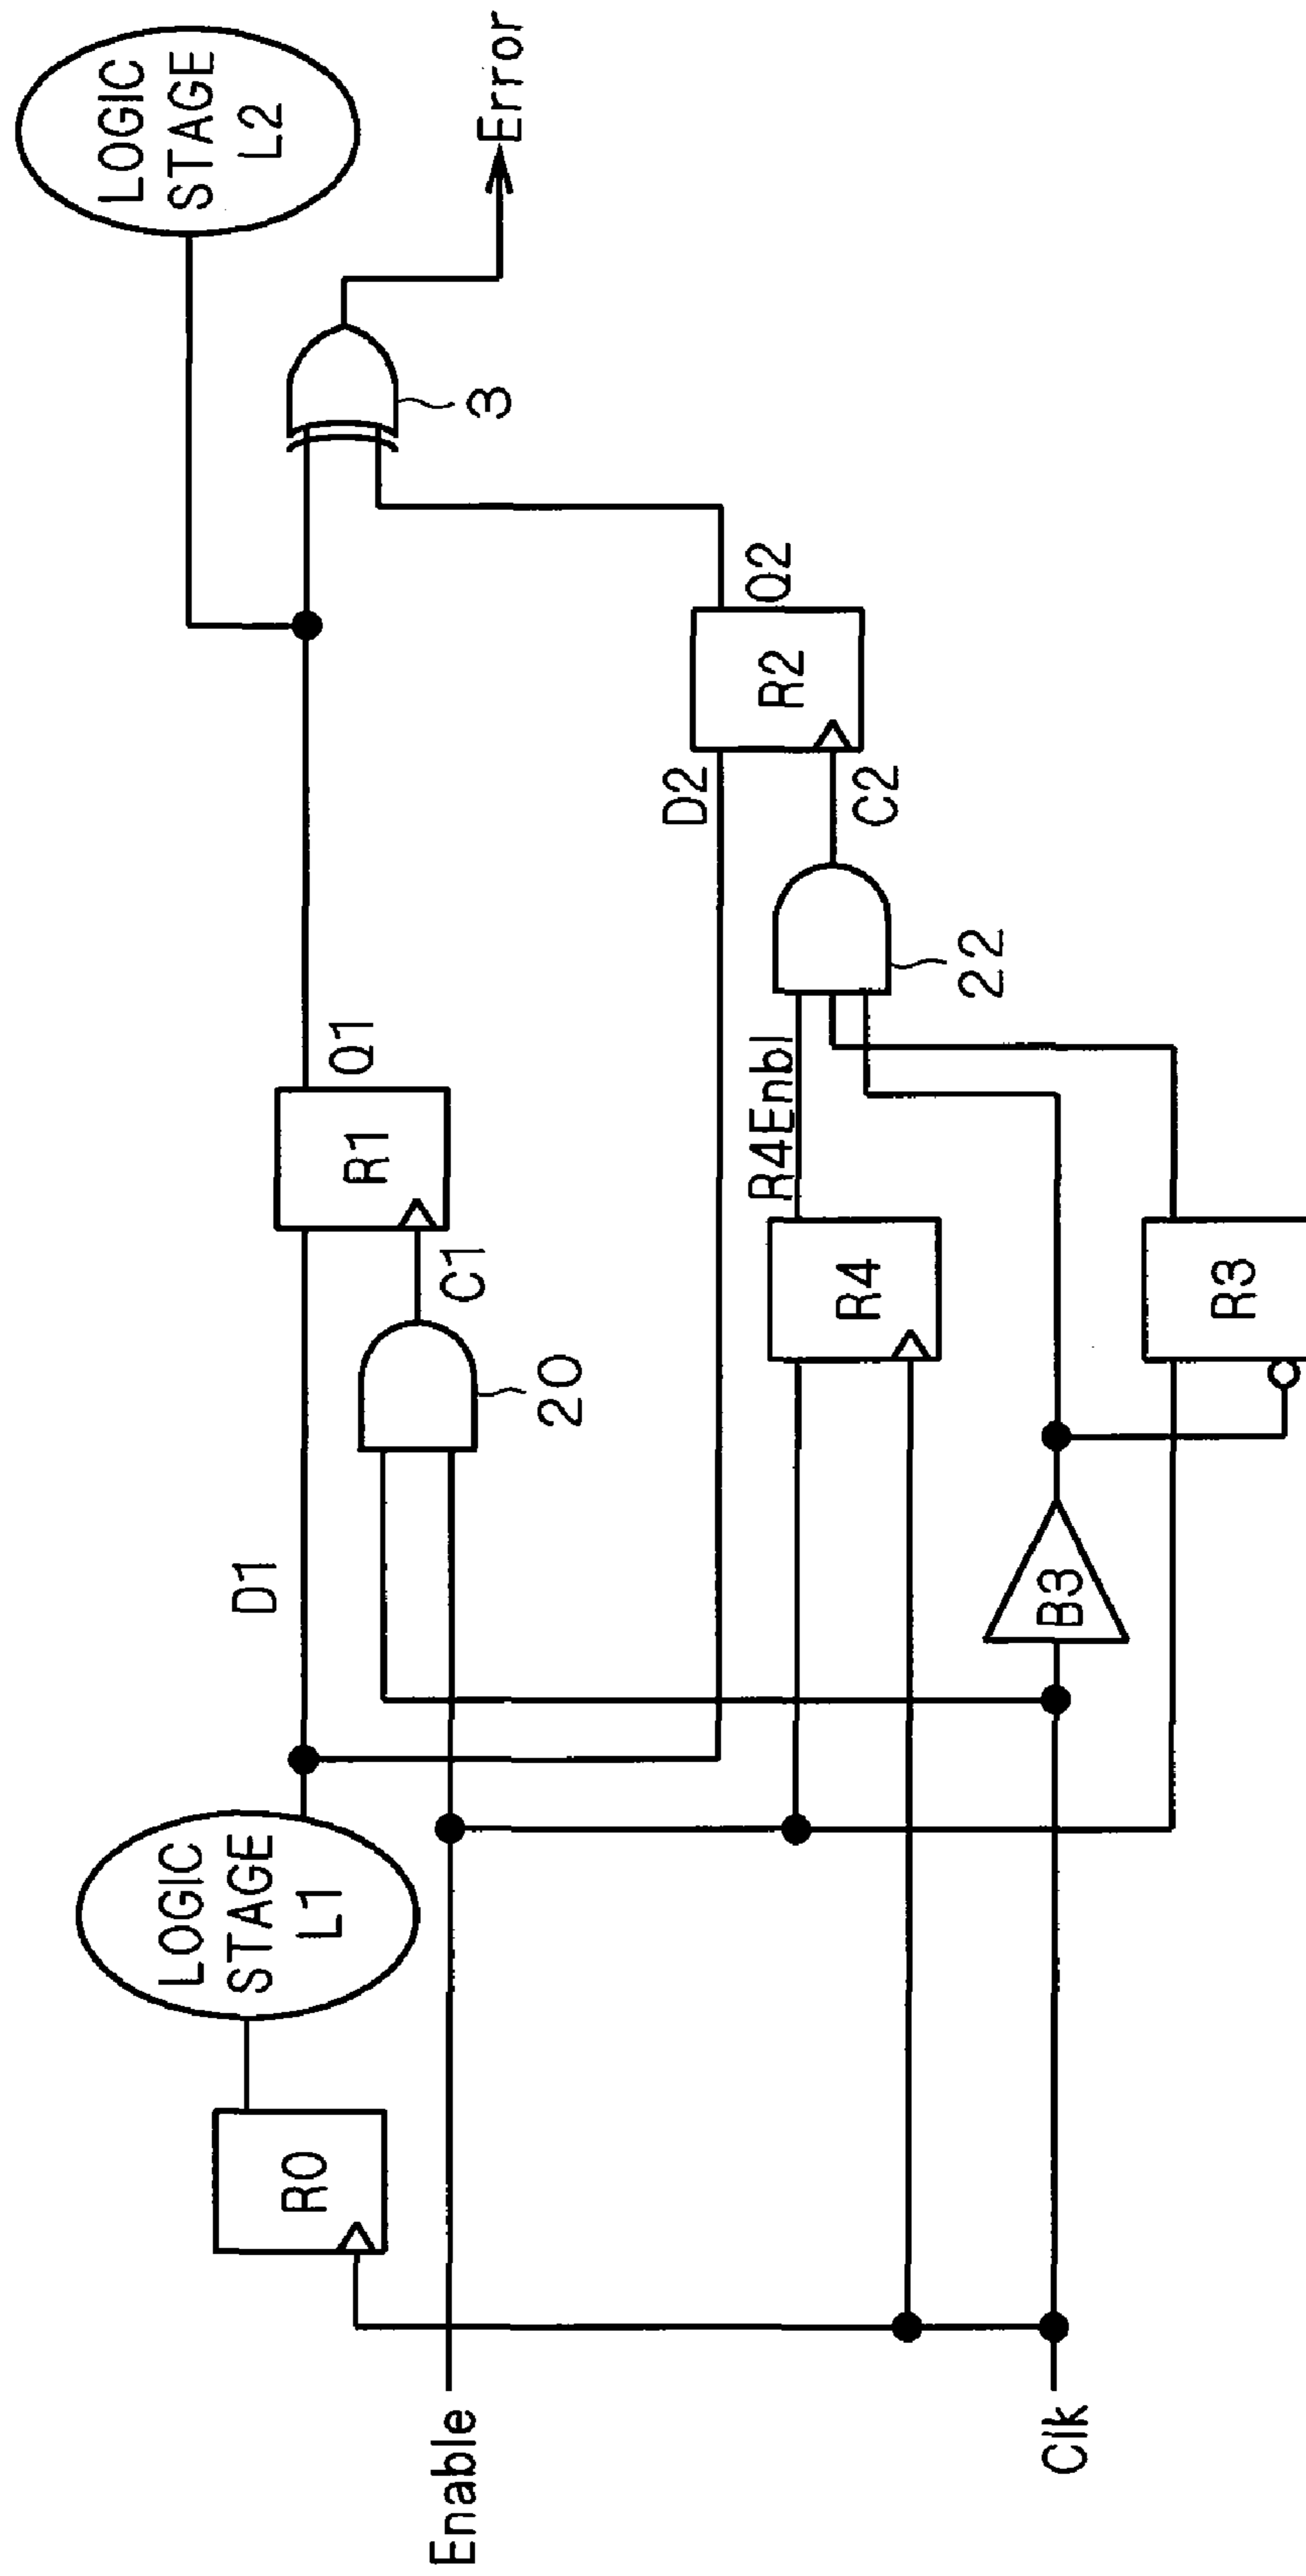 LOGIC
STAGE
L2
Error
3
Q2
R2
D2
C2
22
Q1
R1
C1
20
R4Enbl
R4
R3
D1
B3
LOGIC
STAGE
L1
R0
Enable
Clk